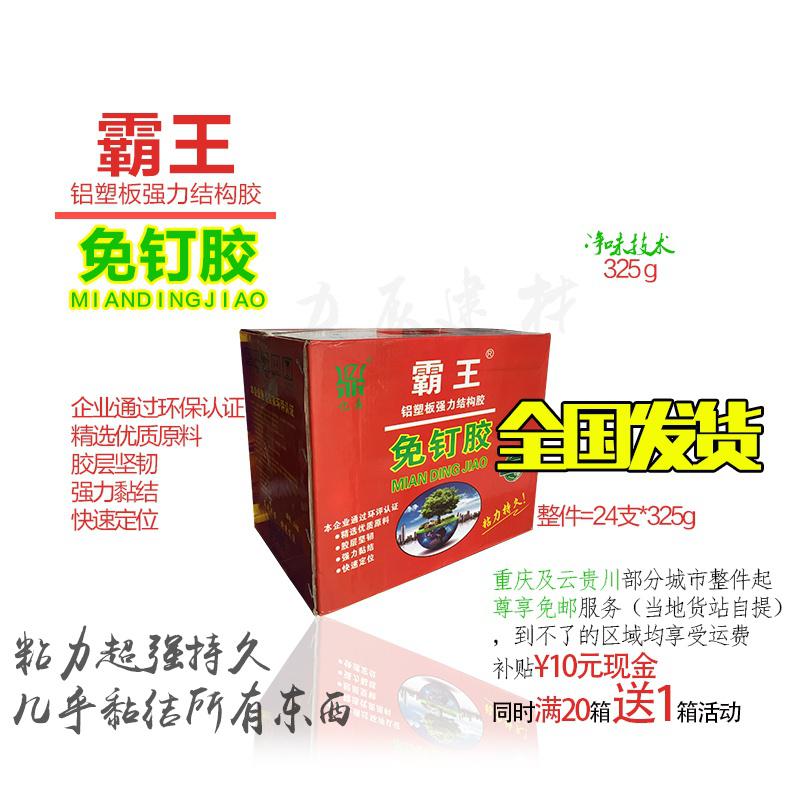 霸王
铝塑板强力结构胶
免钉胶
MIANDINGJIAO
净味技术
325g
九辰建材
企业通过环保认证
精选优质原料
胶层坚韧
强力黏结
快速定位
霸王®
铝塑板强力结构胶
免钉胶
MIAN DING JIAO
本企业通过环评认证
•精选优质原料
•胶层坚韧
•强力黏结
•快速定位
粘力持久!
全国发货
整件=24支*325g
重庆及云贵川部分城市整件起
尊享免邮服务（当地货站自提）
，到不了的区域均享受运费
补贴¥10元现金
同时满20箱送1箱活动
粘力超强持久
几乎黏结所有东西